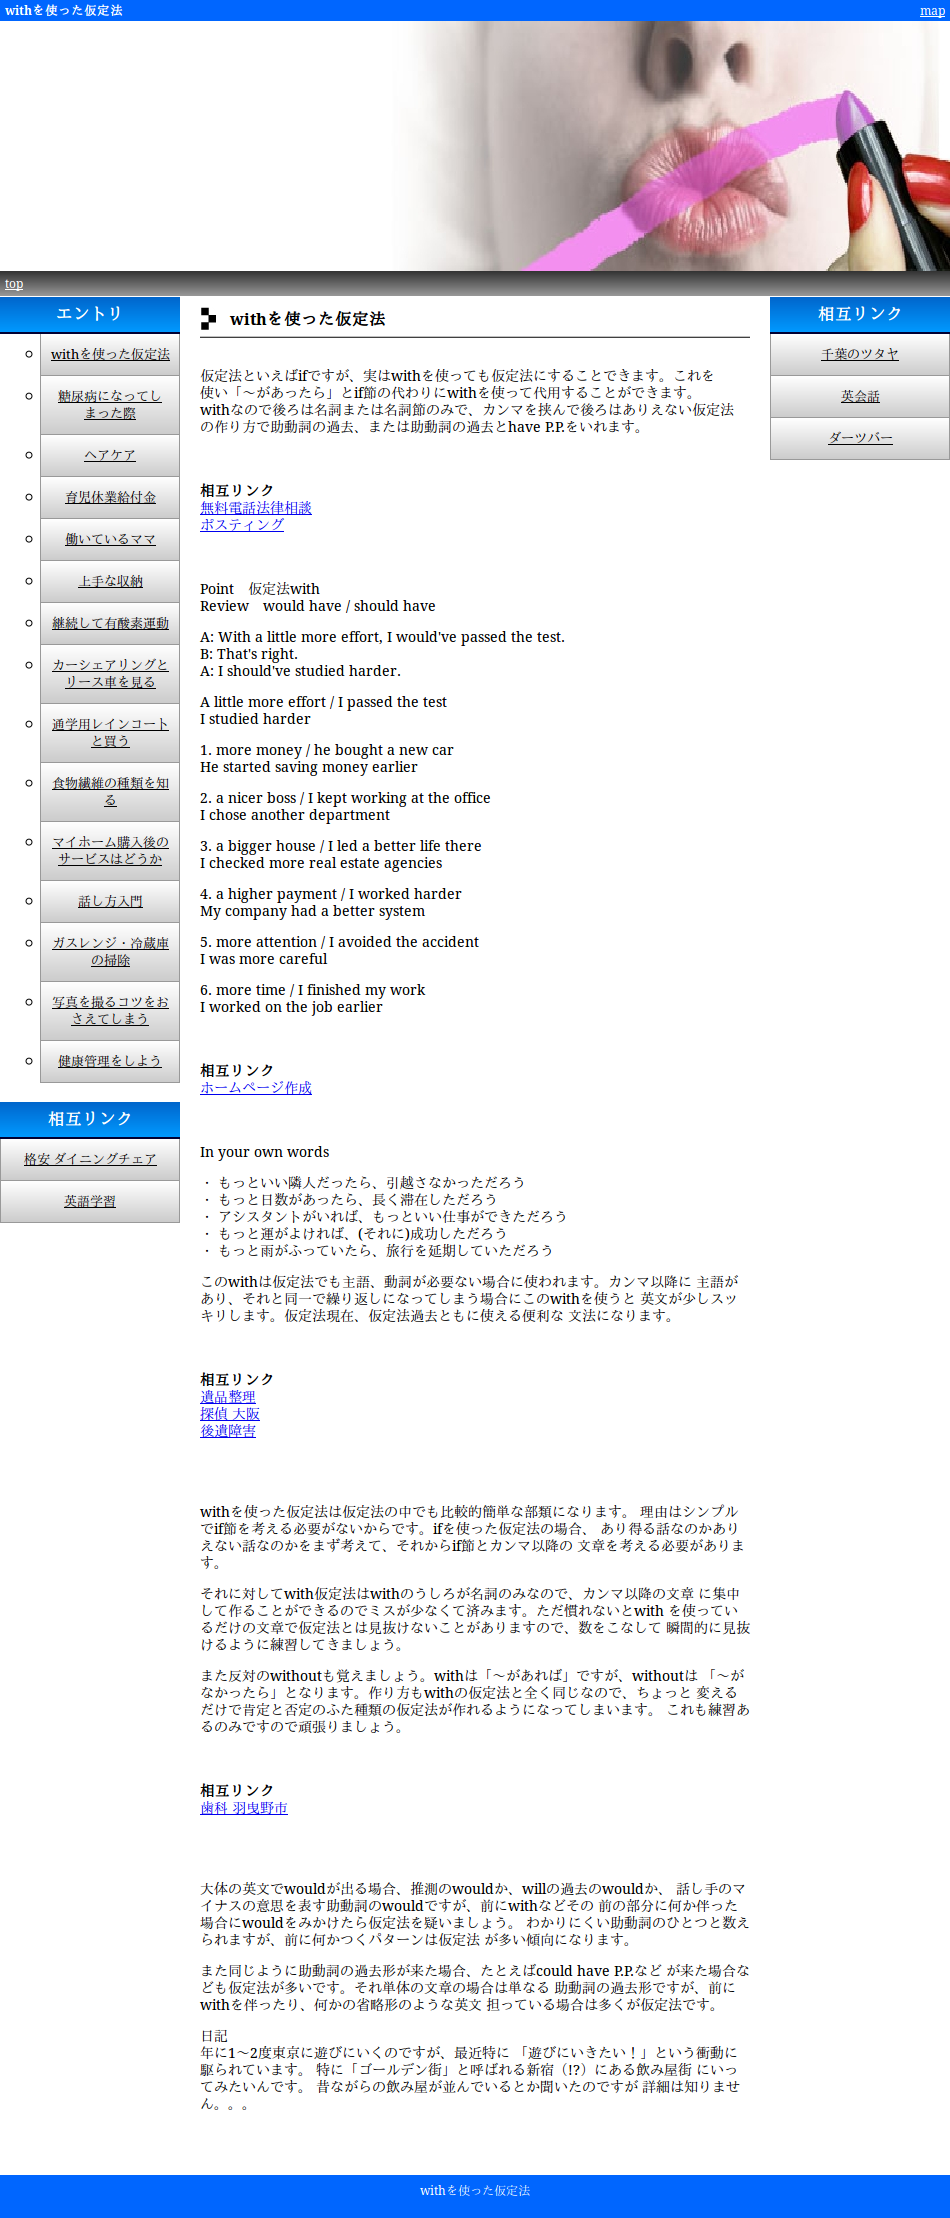 withを使った仮定法
map
top
エントリ
withを使った仮定法
糖尿病になってし
まった際
ヘアケア
育児休業給付金
働いているママ
上手な収納
継続して有酸素運動
カーシェアリングと
リース車を見る
通学用レインコート
と買う
食物繊維の種類を知
る
マイホーム購入後の
サービスはどうか
話し方入門
ガスレンジ・冷蔵庫
の掃除
写真を撮るコツをお
さえてしまう
健康管理をしよう
相互リンク
格安 ダイニングチェア
英語学習
withを使った仮定法
仮定法といえばifですが、実はwithを使っても仮定法にすることできます。これを
使い「～があったら」とif節の代わりにwithを使って代用することができます。
withなので後ろは名詞または名詞節のみで、カンマを挟んで後ろはありえない仮定法
の作り方で助動詞の過去、または助動詞の過去とhave P.P.をいれます。
相互リンク
無料電話法律相談
ポスティング
Point　仮定法with
Review　would have / should have
A: With a little more effort, I would've passed the test.
B: That's right.
A: I should've studied harder.
A little more effort / I passed the test
I studied harder
1. more money / he bought a new car
He started saving money earlier
2. a nicer boss / I kept working at the office
I chose another department
3. a bigger house / I led a better life there
I checked more real estate agencies
4. a higher payment / I worked harder
My company had a better system
5. more attention / I avoided the accident
I was more careful
6. more time / I finished my work
I worked on the job earlier
相互リンク
ホームページ作成
In your own words
・ もっといい隣人だったら、引越さなかっただろう
・ もっと日数があったら、長く滞在しただろう
・ アシスタントがいれば、もっといい仕事ができただろう
・ もっと運がよければ、(それに)成功しただろう
・ もっと雨がふっていたら、旅行を延期していただろう
このwithは仮定法でも主語、動詞が必要ない場合に使われます。カンマ以降に 主語が
あり、それと同一で繰り返しになってしまう場合にこのwithを使うと 英文が少しスッ
キリします。仮定法現在、仮定法過去ともに使える便利な 文法になります。
相互リンク
遺品整理
探偵 大阪
後遺障害
withを使った仮定法は仮定法の中でも比較的簡単な部類になります。 理由はシンプル
でif節を考える必要がないからです。ifを使った仮定法の場合、 あり得る話なのかあり
えない話なのかをまず考えて、それからif節とカンマ以降の 文章を考える必要がありま
す。
それに対してwith仮定法はwithのうしろが名詞のみなので、カンマ以降の文章 に集中
して作ることができるのでミスが少なくて済みます。ただ慣れないとwith を使ってい
るだけの文章で仮定法とは見抜けないことがありますので、数をこなして 瞬間的に見抜
けるように練習してきましょう。
また反対のwithoutも覚えましょう。withは「～があれば」ですが、withoutは 「～が
なかったら」となります。作り方もwithの仮定法と全く同じなので、ちょっと 変える
だけで肯定と否定のふた種類の仮定法が作れるようになってしまいます。 これも練習あ
るのみですので頑張りましょう。
相互リンク
歯科 羽曳野市
大体の英文でwouldが出る場合、推測のwouldか、willの過去のwouldか、 話し手のマ
イナスの意思を表す助動詞のwouldですが、前にwithなどその 前の部分に何か伴った
場合にwouldをみかけたら仮定法を疑いましょう。 わかりにくい助動詞のひとつと数え
られますが、前に何かつくパターンは仮定法 が多い傾向になります。
また同じように助動詞の過去形が来た場合、たとえばcould have P.P.など が来た場合な
ども仮定法が多いです。それ単体の文章の場合は単なる 助動詞の過去形ですが、前に
withを伴ったり、何かの省略形のような英文 担っている場合は多くが仮定法です。
日記
年に1～2度東京に遊びにいくのですが、最近特に 「遊びにいきたい！」という衝動に
駆られています。 特に「ゴールデン街」と呼ばれる新宿（!?）にある飲み屋街 にいっ
てみたいんです。 昔ながらの飲み屋が並んでいるとか聞いたのですが 詳細は知りませ
ん。。。
相互リンク
千葉のツタヤ
英会話
ダーツバー
withを使った仮定法